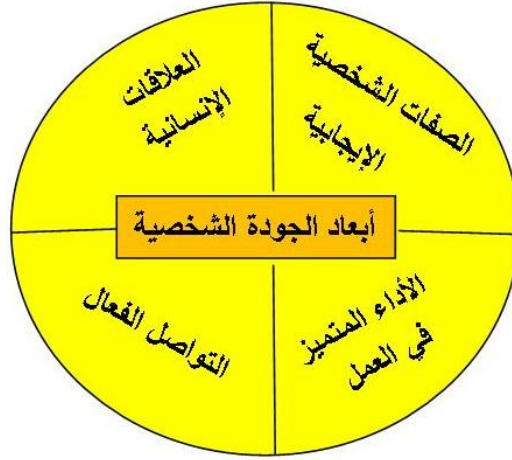 أبعاد الجودة الشخصية
الصفات الشخصية
الإيجابية
العلاقات
الإنسانية
الأداء المتميز
في العمل
التواصل الفعال